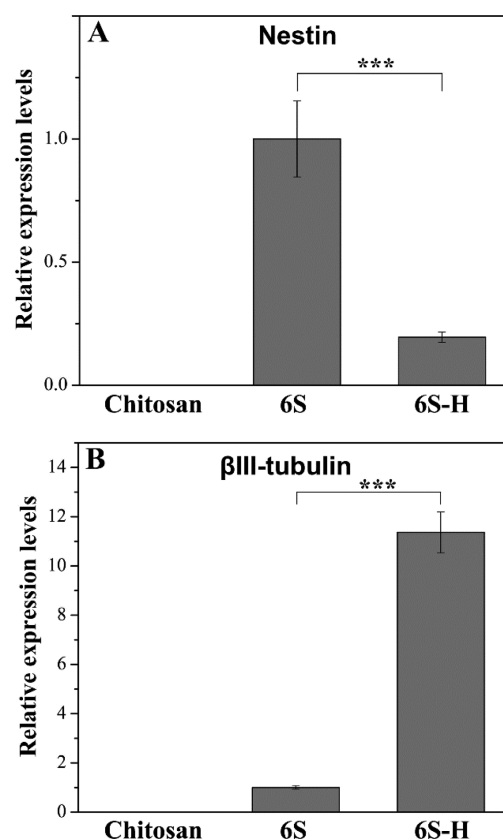 A
Nestin
***
Relative expression levels
1.0
0.5
0.0
Chitosan 6S 6S-H
B
βIII-tubulin
***
Relative expression levels
14
12
10
8
6
4
2
0
Chitosan 6S 6S-H